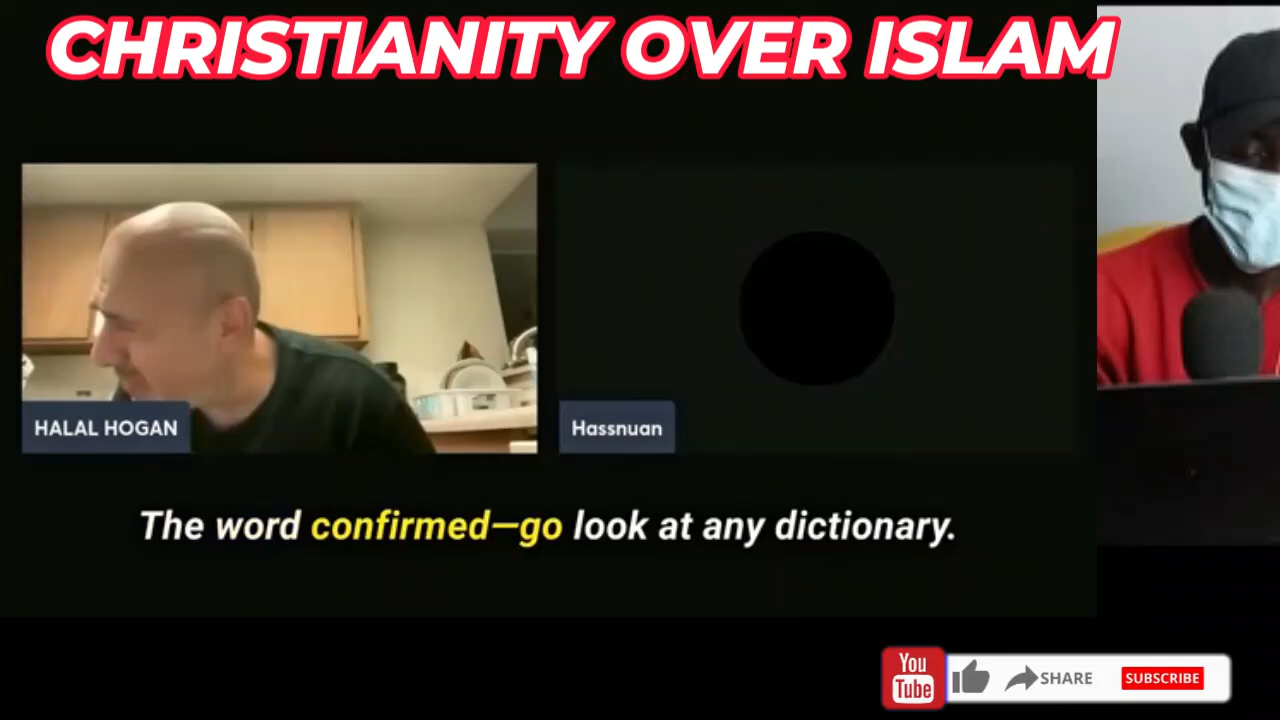 CHRISTIANITY OVER ISLAM
HALAL HOGAN
Hassnuan
The word confirmed—go look at any dictionary.
You
Tube
SHARE
SUBSCRIBE